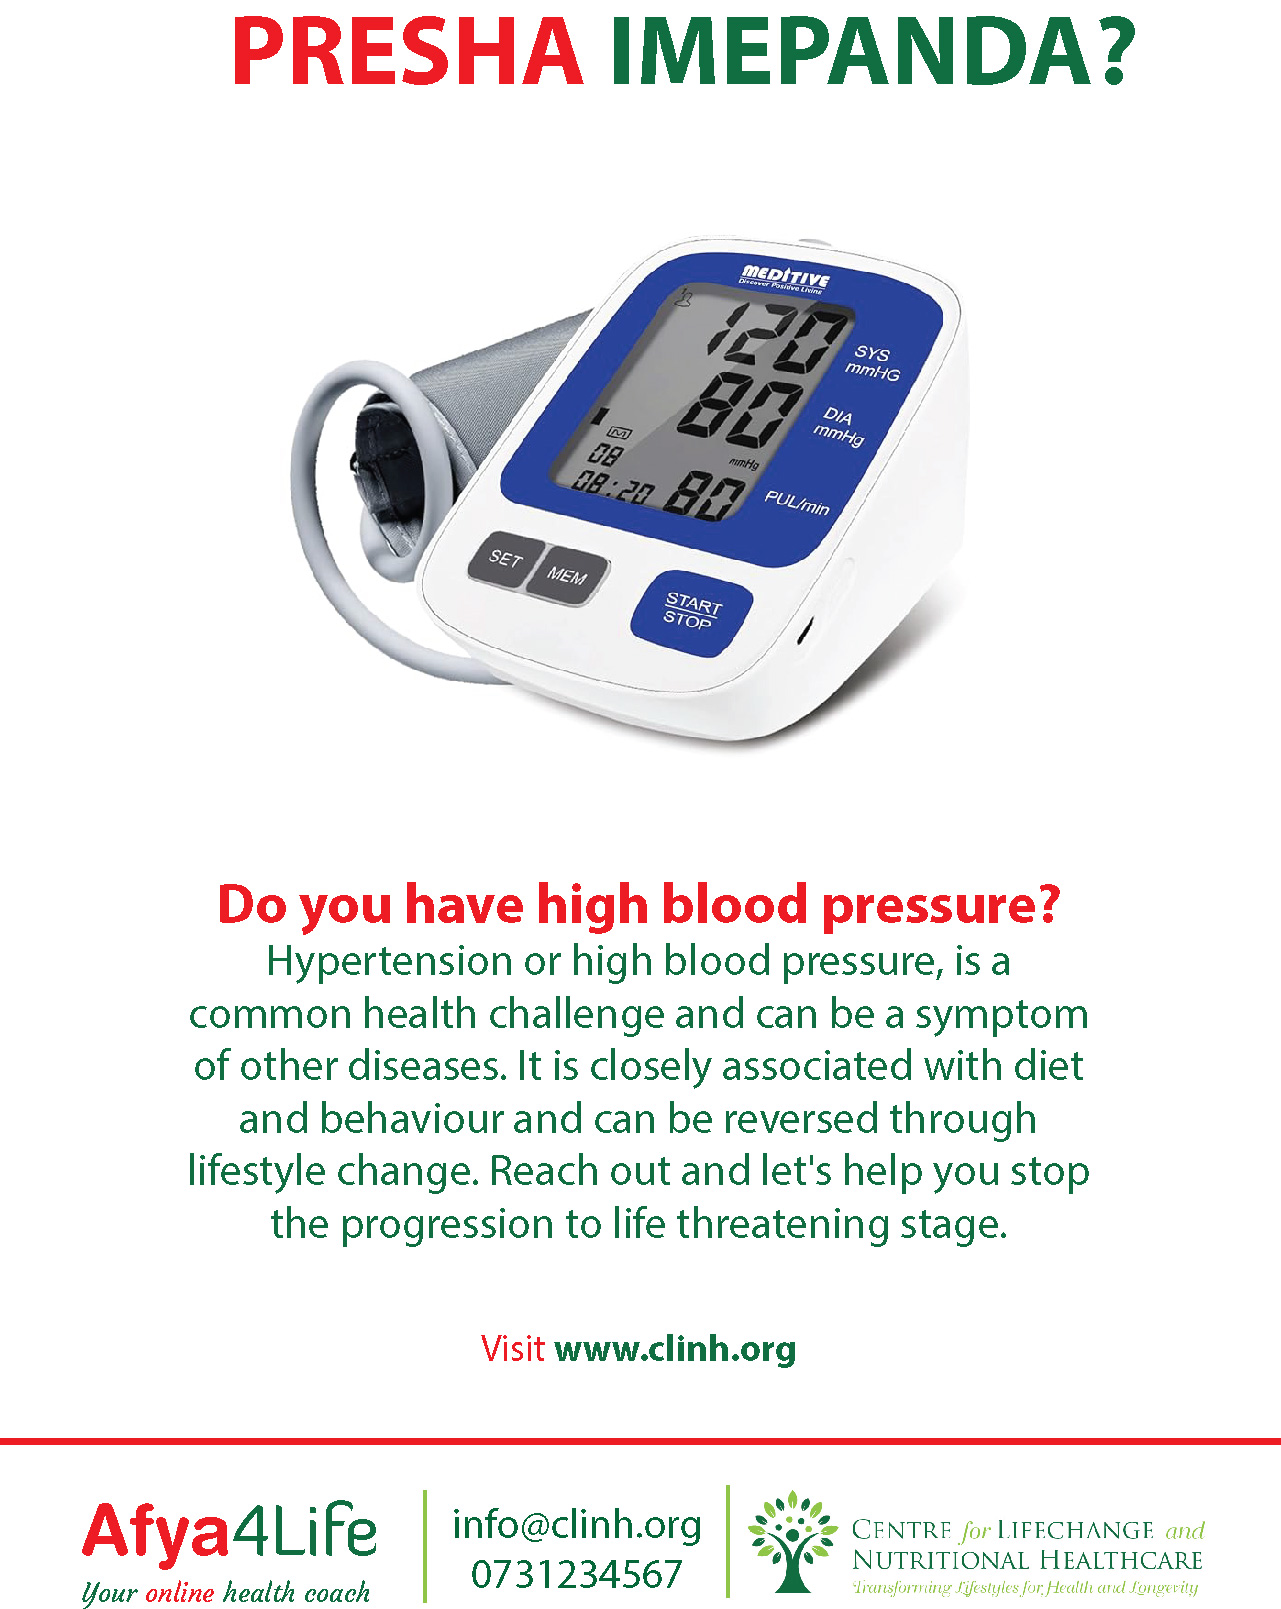 PRESHA IMEPANDA?
MEDITIVE
Discover Positive Living
120
SYS
mmHG
80
DIA
mmHg
M
08
mmHg
08:20
80
PUL/min
SET
MEM
START
STOP
Do you have high blood pressure?
Hypertension or high blood pressure, is a
common health challenge and can be a symptom
of other diseases. It is closely associated with diet
and behaviour and can be reversed through
lifestyle change. Reach out and let's help you stop
the progression to life threatening stage.
Visit www.clinh.org
Afya4Life
Your online health coach
info@clinh.org
0731234567
CENTRE for LIFECHANGE and
NUTRITIONAL HEALTHCARE
Transforming Lifestyles for Health and Longevity